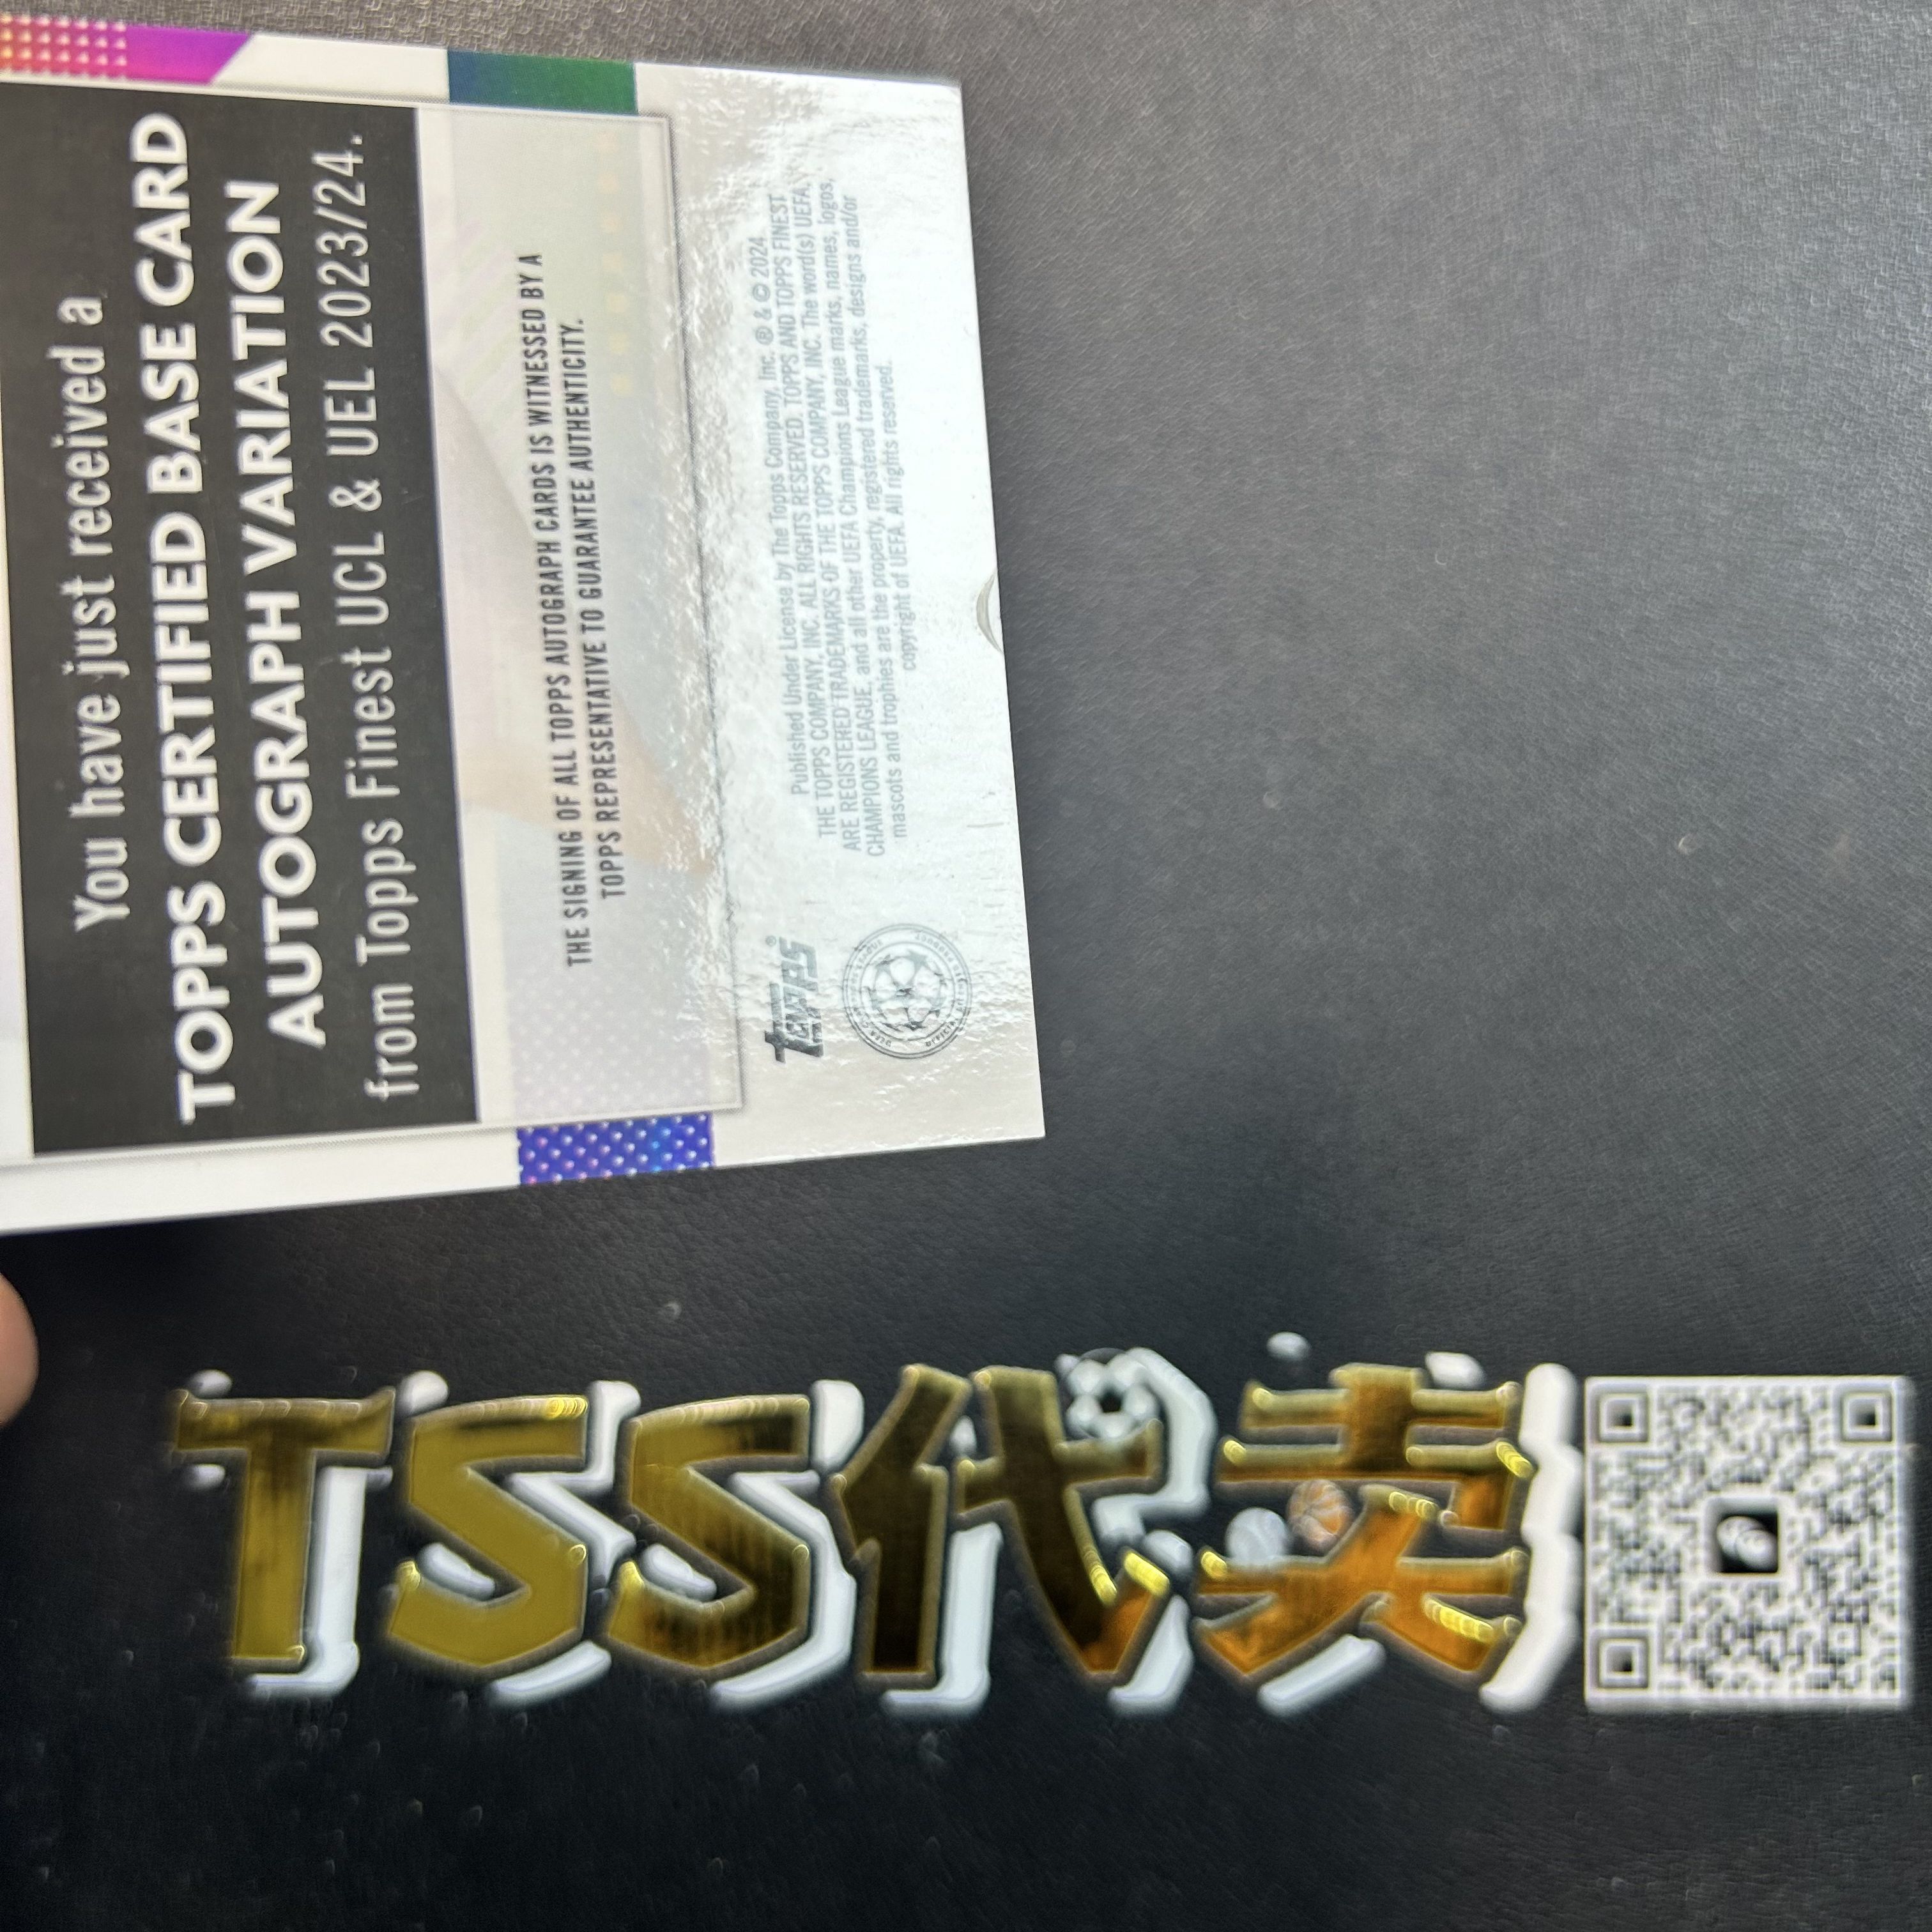 You have just received a
TOPPS CERTIFIED BASE CARD
AUTOGRAPH VARIATION
from Topps Finest UCL & UEL 2023/24.
THE SIGNING OF ALL TOPPS AUTOGRAPH CARDS IS WITNESSED BY A
TOPPS REPRESENTATIVE TO GUARANTEE AUTHENTICITY.
Published Under License by The Topps Company, Inc. ® & © 2024
THE TOPPS COMPANY, INC. ALL RIGHTS RESERVED. TOPPS AND TOPPS FINEST
ARE REGISTERED TRADEMARKS OF THE TOPPS COMPANY, INC. The word(s) UEFA,
CHAMPIONS LEAGUE, and all other UEFA Champions League marks, names, logos,
mascots and trophies are the property, registered trademarks, designs and/or
copyright of UEFA. All rights reserved.
topps®
TSS代卖